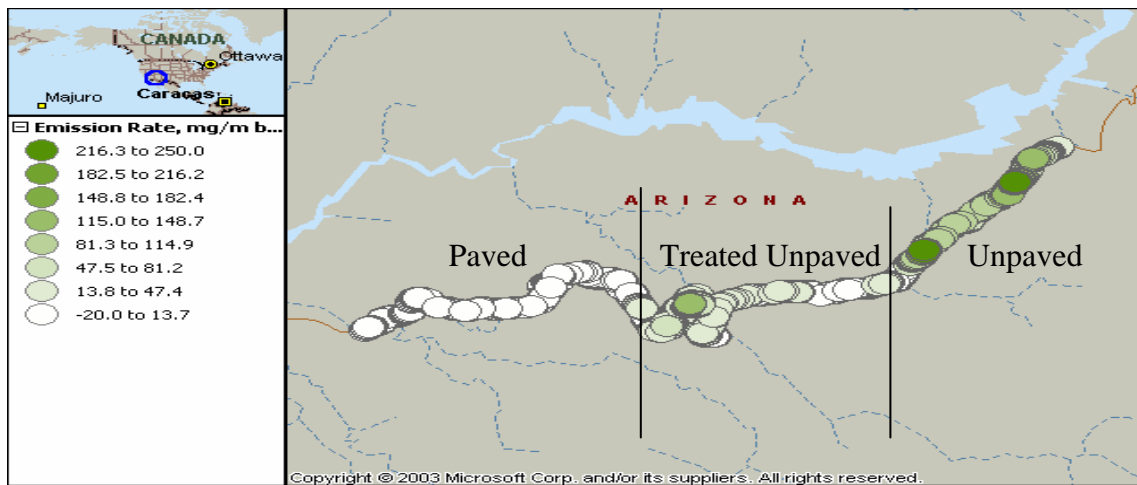 CANADA
Ottawa
Majuro
Caracas
Emission Rate, mg/m b...
216.3 to 250.0
182.5 to 216.2
148.8 to 182.4
115.0 to 148.7
81.3 to 114.9
47.5 to 81.2
13.8 to 47.4
-20.0 to 13.7
ARIZONA
Paved
Treated Unpaved
Unpaved
Copyright © 2003 Microsoft Corp. and/or its suppliers. All rights reserved.